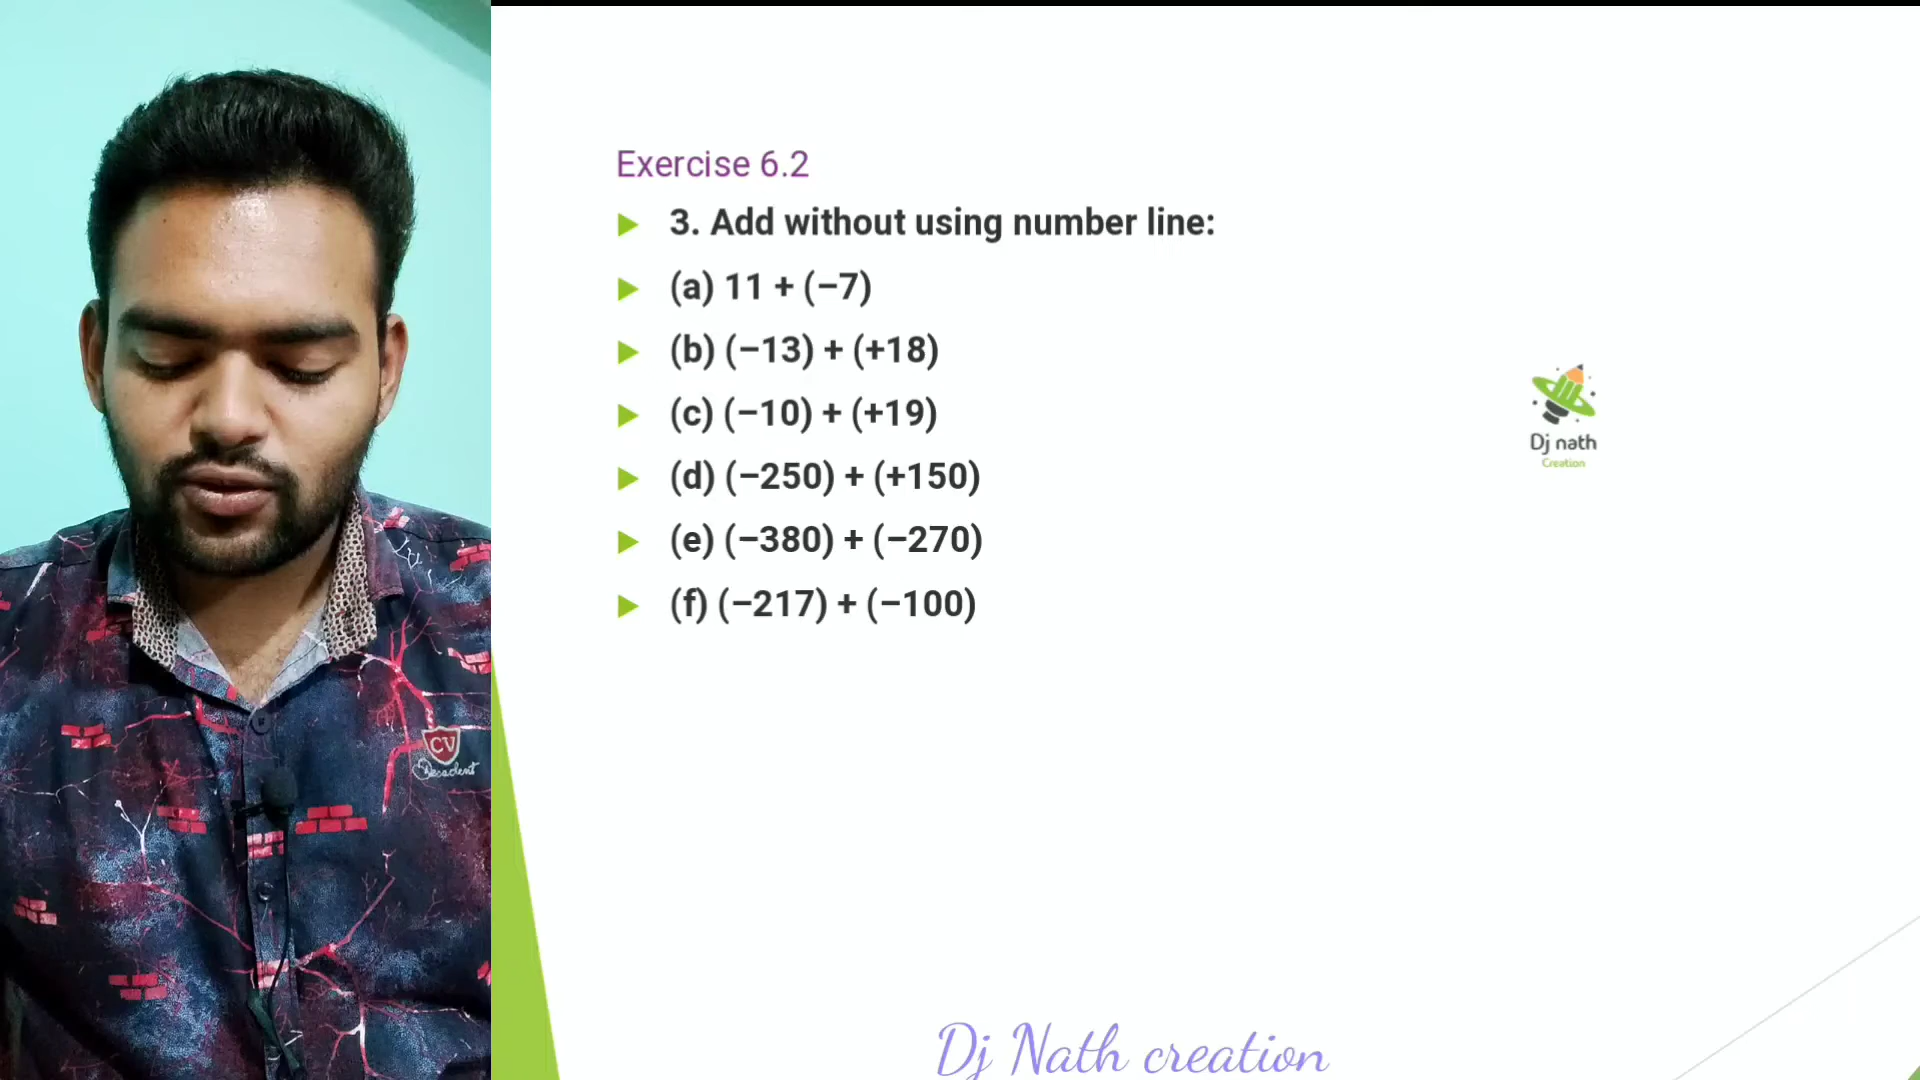 Exercise 6.2
3. Add without using number line:
(a) 11 + (−7)
(b) (−13) + (+18)
(c) (−10) + (+19)
(d) (−250) + (+150)
(e) (−380) + (−270)
(f) (−217) + (−100)
Dj nath
Creation
CV
Decadent
Dj Nath creation